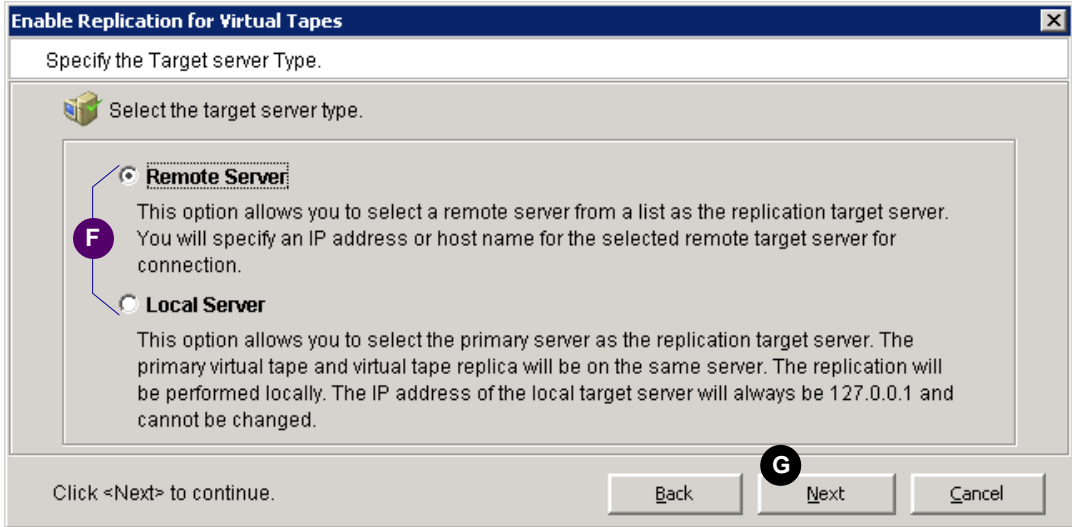 Enable Replication for Virtual Tapes
Specify the Target server Type.
Select the target server type.
Remote Server
This option allows you to select a remote server from a list as the replication target server.
You will specify an IP address or host name for the selected remote target server for
connection.
F
Local Server
This option allows you to select the primary server as the replication target server. The
primary virtual tape and virtual tape replica will be on the same server. The replication will
be performed locally. The IP address of the local target server will always be 127.0.0.1 and
cannot be changed.
G
Click <Next> to continue.
Back
Next
Cancel